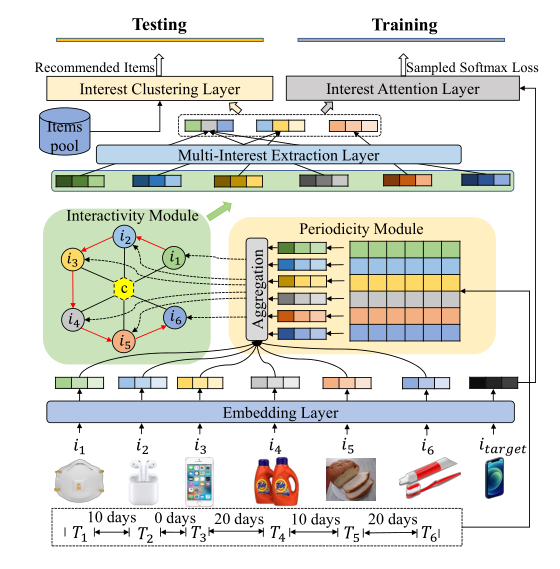 Testing Training
Recommended Items Sampled Softmax Loss
Interest Clustering Layer Interest Attention Layer
Items
pool
Multi-Interest Extraction Layer
Interactivity Module
Periodicity Module
i2
i1
i3
c
i4
i6
i5
Aggregation
Embedding Layer
i1 i2 i3 i4 i5 i6 itarget
Tide Tide
10 days 0 days 20 days 10 days 20 days
T1 T2 T3 T4 T5 T6